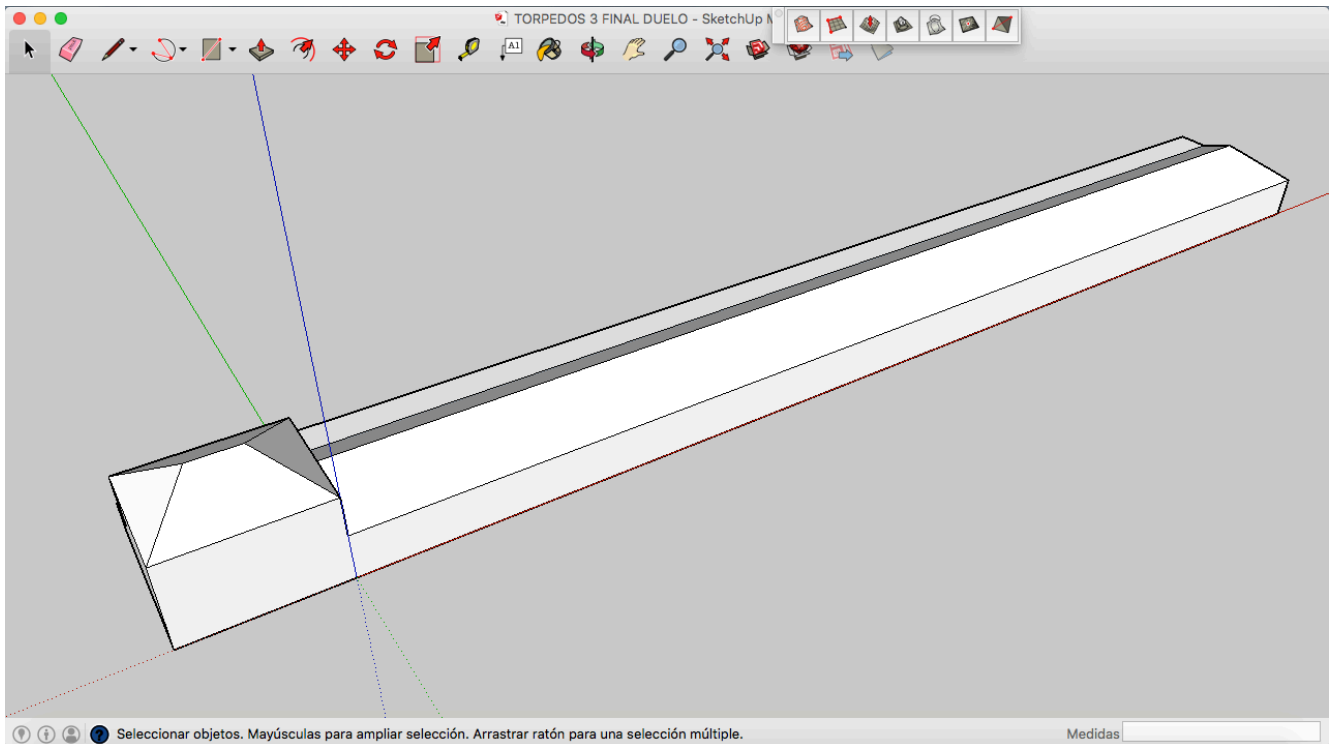 TORPEDOS 3 FINAL DUELO - SketchUp M
A1
Seleccionar objetos. Mayúsculas para ampliar selección. Arrastrar ratón para una selección múltiple.
Medidas